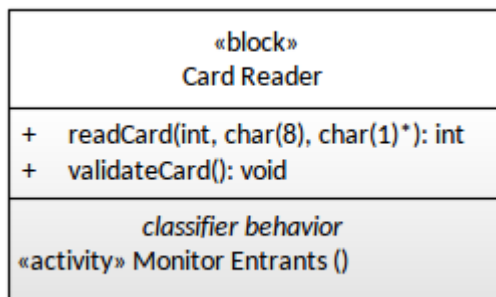 «block»
Card Reader
+ readCard(int, char(8), char(1)*): int
+ validateCard(): void
classifier behavior
«activity» Monitor Entrants ()